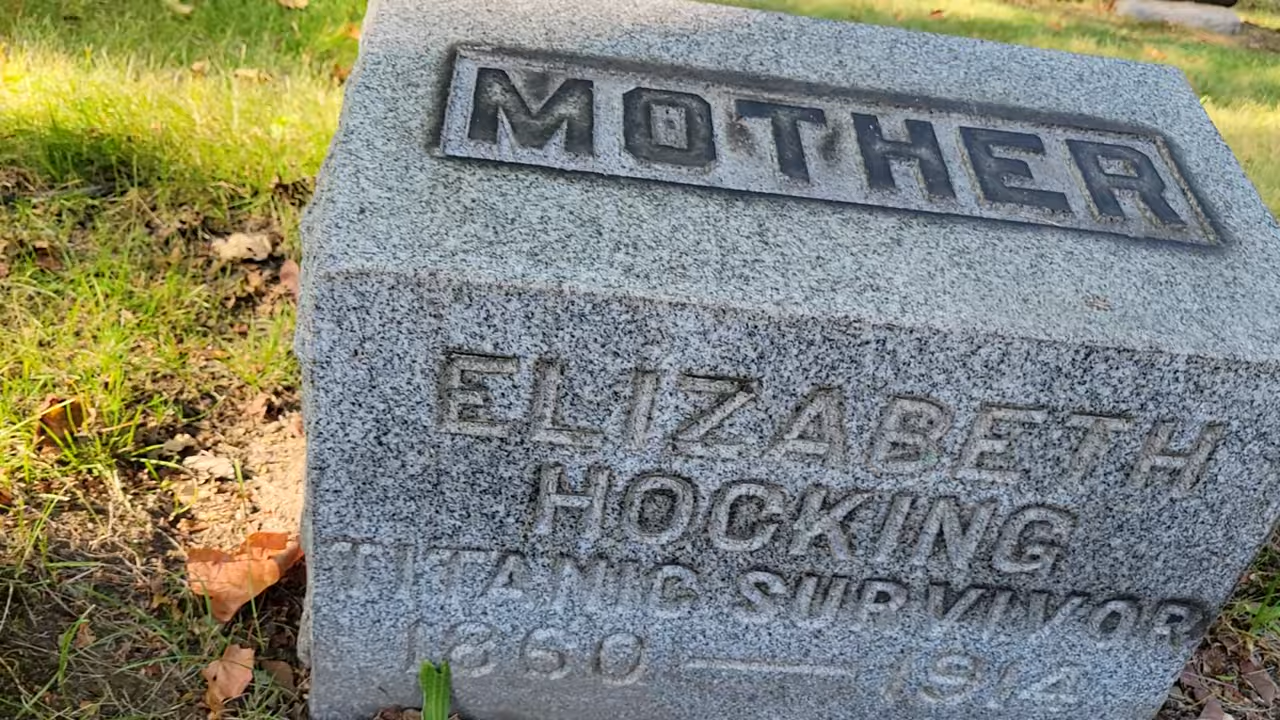 MOTHER
ELIZABETH
HOCKING
TITANIC SURVIVOR
1860 — 1914